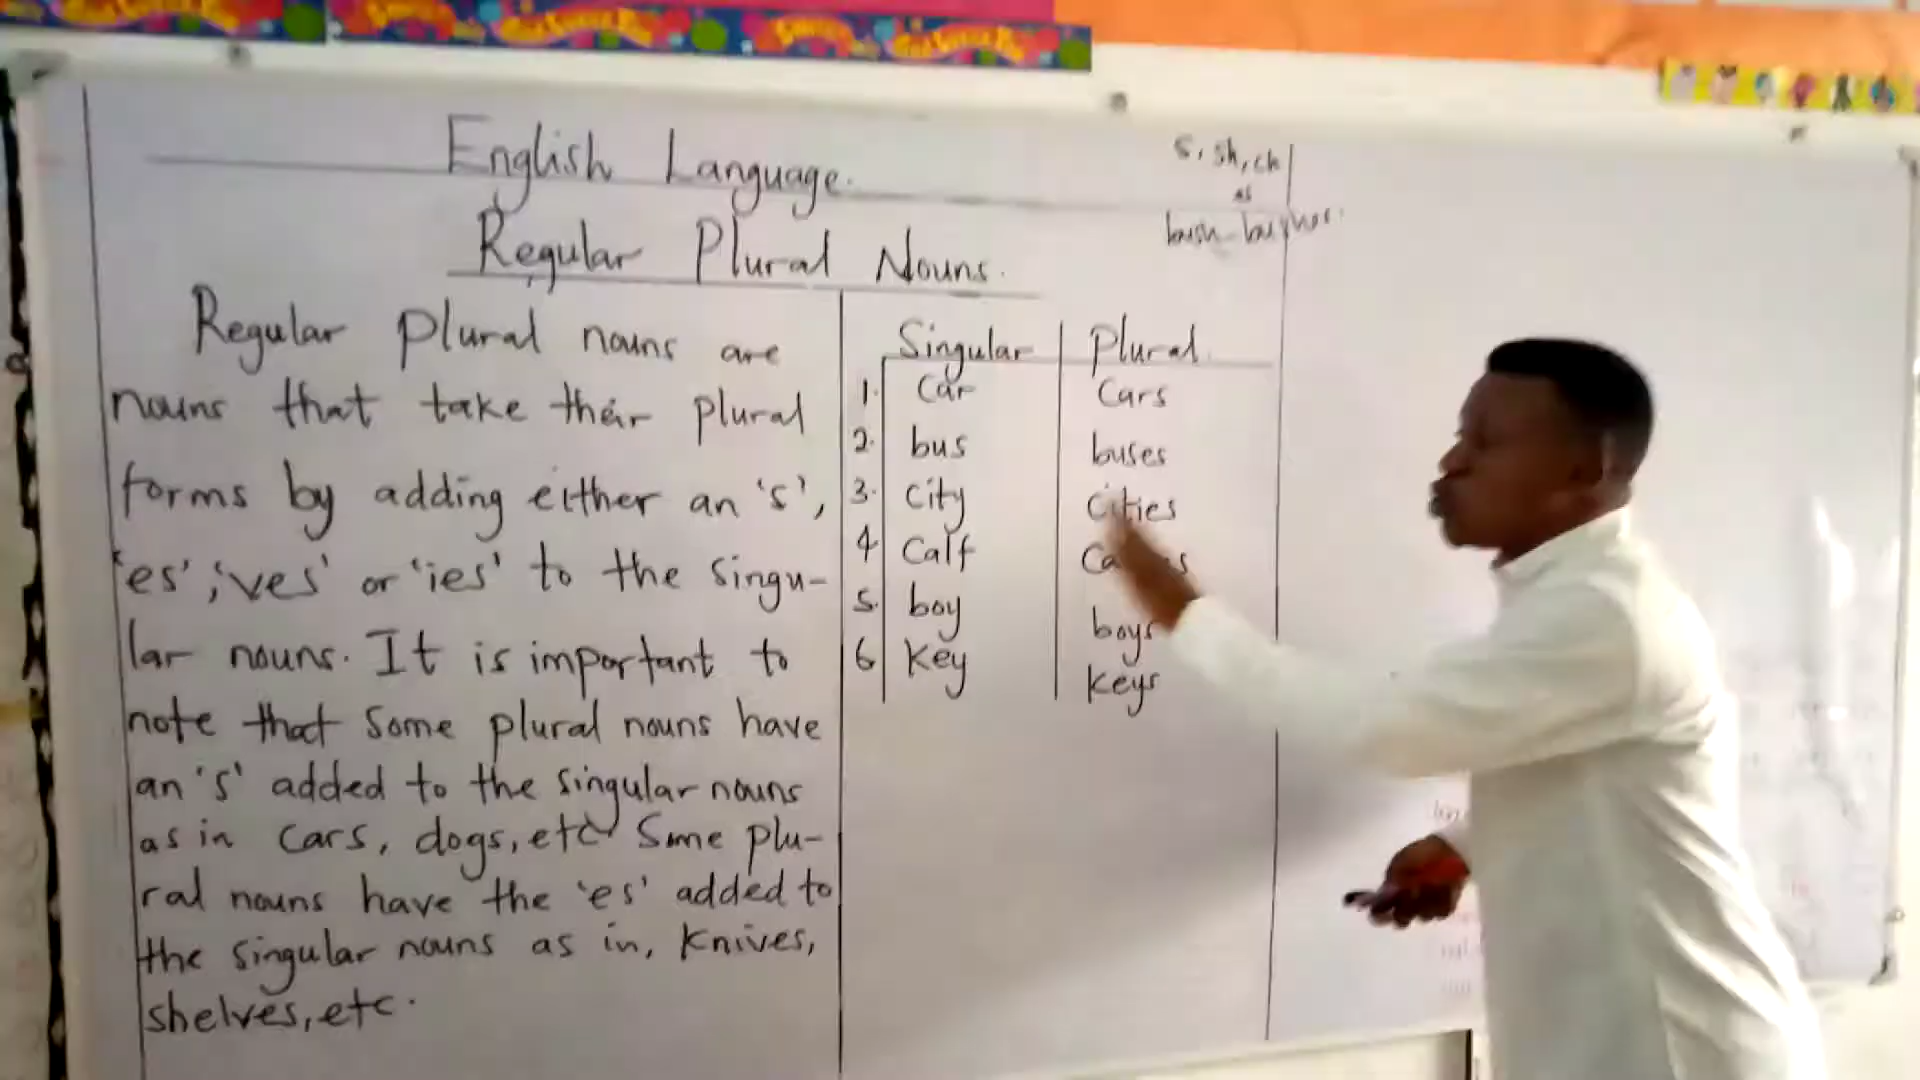 English Language.
Regular Plural Nouns.
s, sh, ch
as
bush -
Regular Plural nouns are
nouns that take their plural
forms by adding either an 's',
'es', 'ves' or 'ies' to the singu-
lar nouns. It is important to
note that Some plural nouns have
an 's' added to the singular nouns
as in cars, dogs, etc Some plu-
ral nouns have the 'es' added to
the singular nouns as in, knives,
shelves, etc.
Singular Plural
1. Car Cars
2. bus buses
3. City Cities
4 Calf
5. boy boys
6 Key Keys